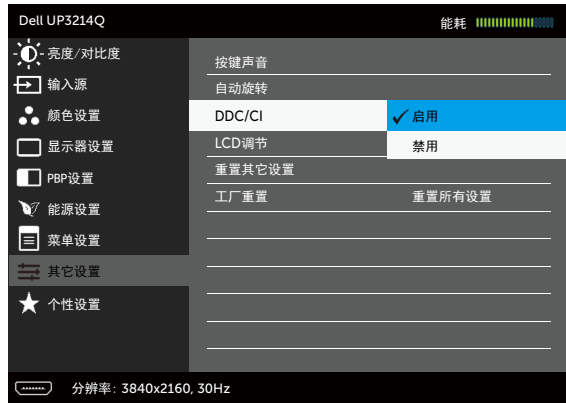 Dell UP3214Q
能耗
亮度/对比度
输入源
颜色设置
显示器设置
PBP设置
能源设置
菜单设置
其它设置
个性设置
按键声音
自动旋转
DDC/CI
启用
LCD调节
禁用
重置其它设置
工厂重置
重置所有设置
分辨率: 3840x2160, 30Hz